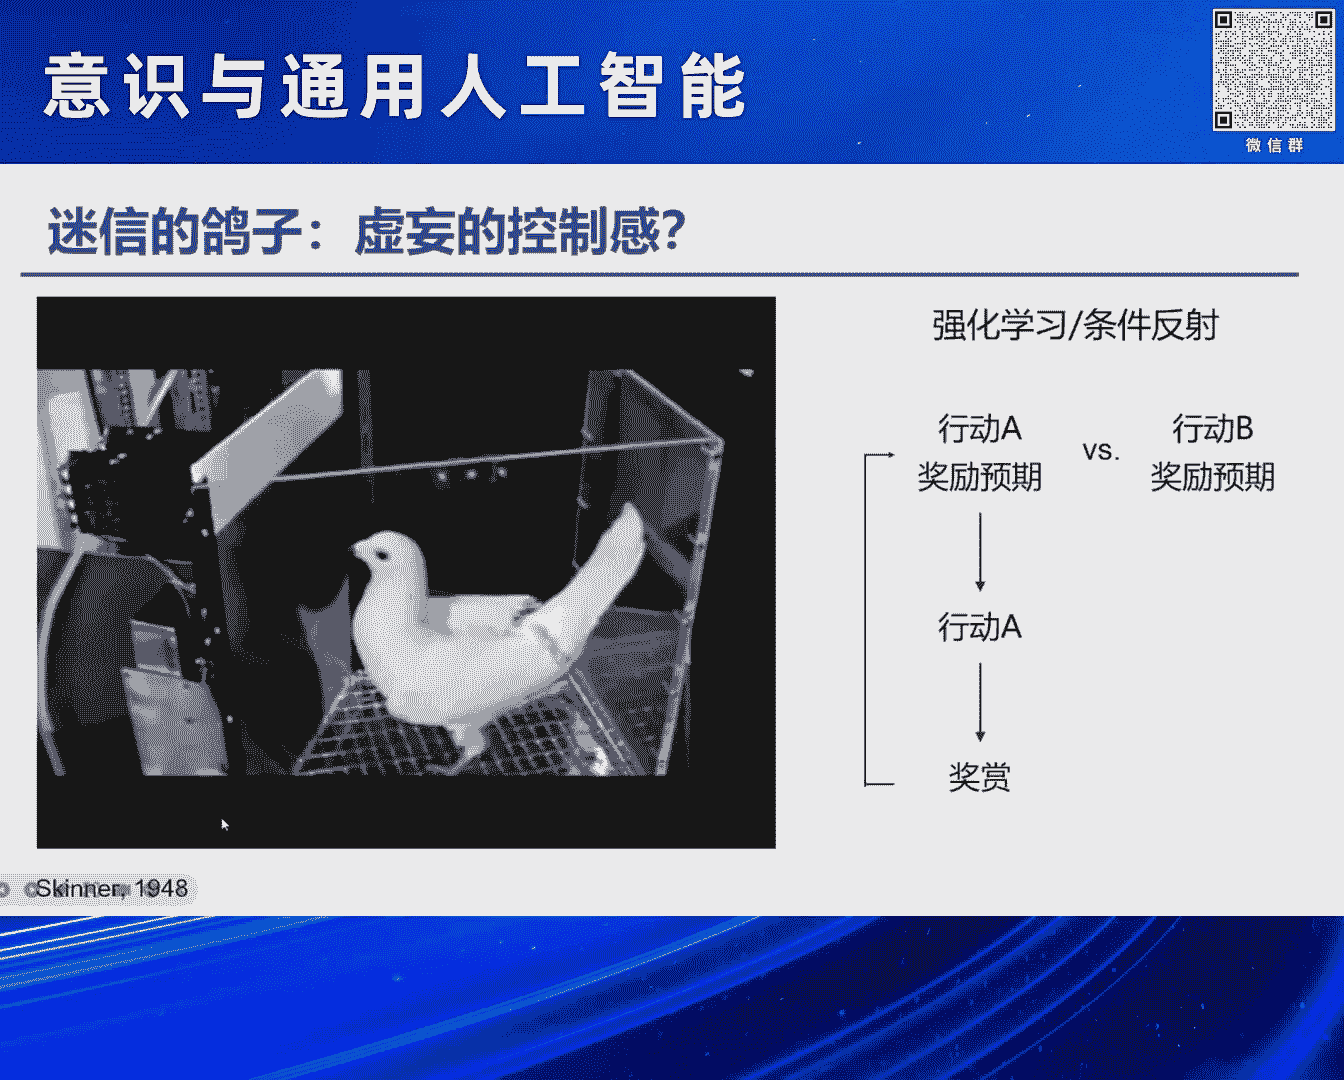 意识与通用人工智能
微信群
迷信的鸽子：虚妄的控制感?
强化学习/条件反射
行动A
奖励预期
vs.
行动B
奖励预期
行动A
奖赏
Skinner, 1948